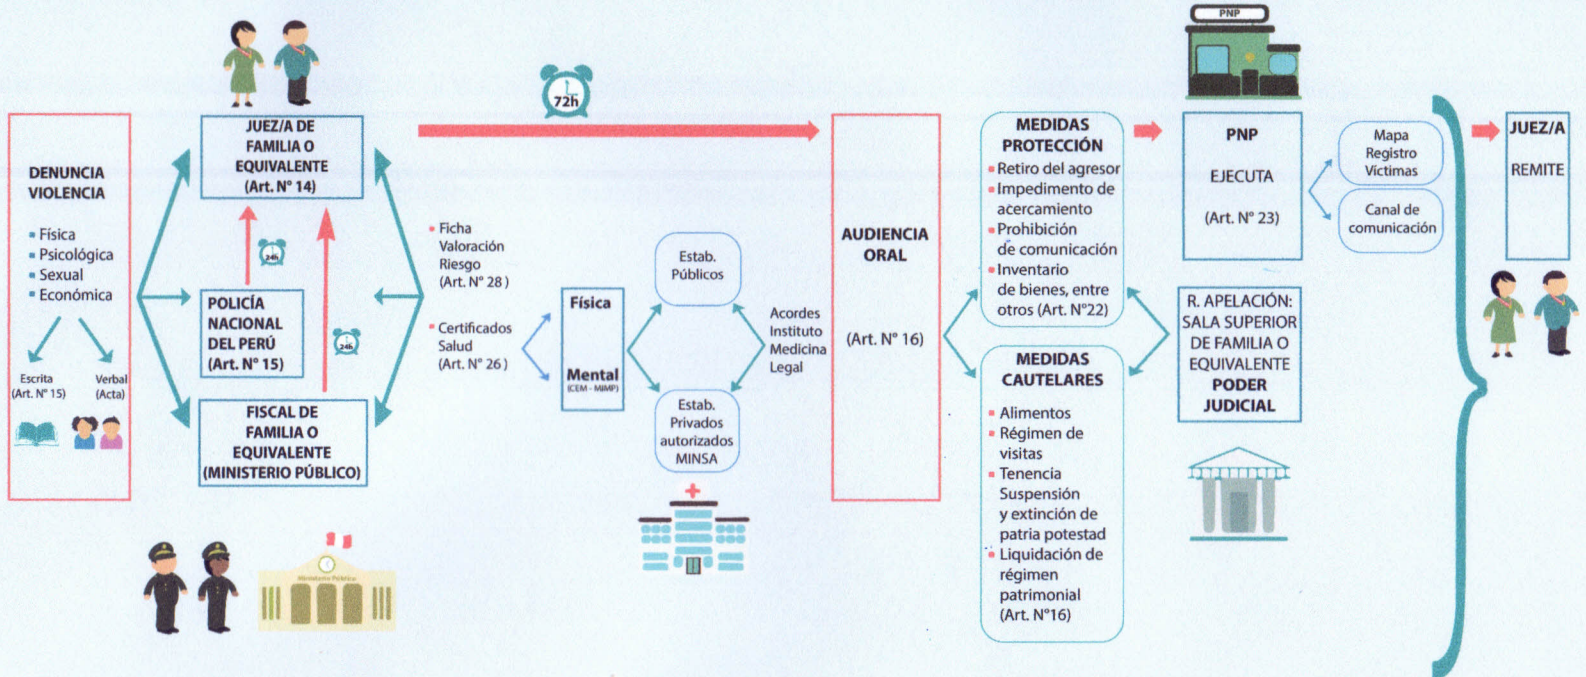 DENUNCIA
VIOLENCIA
Física
Psicológica
Sexual
Económica
Escrita
(Art. N° 15)
Verbal
(Acta)
JUEZ/A DE
FAMILIA O
EQUIVALENTE
(Art. N° 14)
24h
POLICÍA
NACIONAL
DEL PERÚ
(Art. N° 15)
24h
FISCAL DE
FAMILIA O
EQUIVALENTE
(MINISTERIO PÚBLICO)
Ministerio Público
72h
Ficha
Valoración
Riesgo
(Art. N° 28 )
Certificados
Salud
(Art. N° 26 )
Física
Mental
(CEM - MIMP)
Estab.
Públicos
Estab.
Privados
autorizados
MINSA
Acordes
Instituto
Medicina
Legal
AUDIENCIA
ORAL
(Art. N° 16)
MEDIDAS
PROTECCIÓN
Retiro del agresor
Impedimento de
acercamiento
Prohibición
de comunicación
Inventario
de bienes, entre
otros (Art. N°22)
MEDIDAS
CAUTELARES
Alimentos
Régimen de
visitas
Tenencia
Suspensión
y extinción de
patria potestad
Liquidación de
régimen
patrimonial
(Art. N°16)
PNP
PNP
EJECUTA
(Art. N° 23)
Mapa
Registro
Víctimas
Canal de
comunicación
R. APELACIÓN:
SALA SUPERIOR
DE FAMILIA O
EQUIVALENTE
PODER
JUDICIAL
JUEZ/A
REMITE